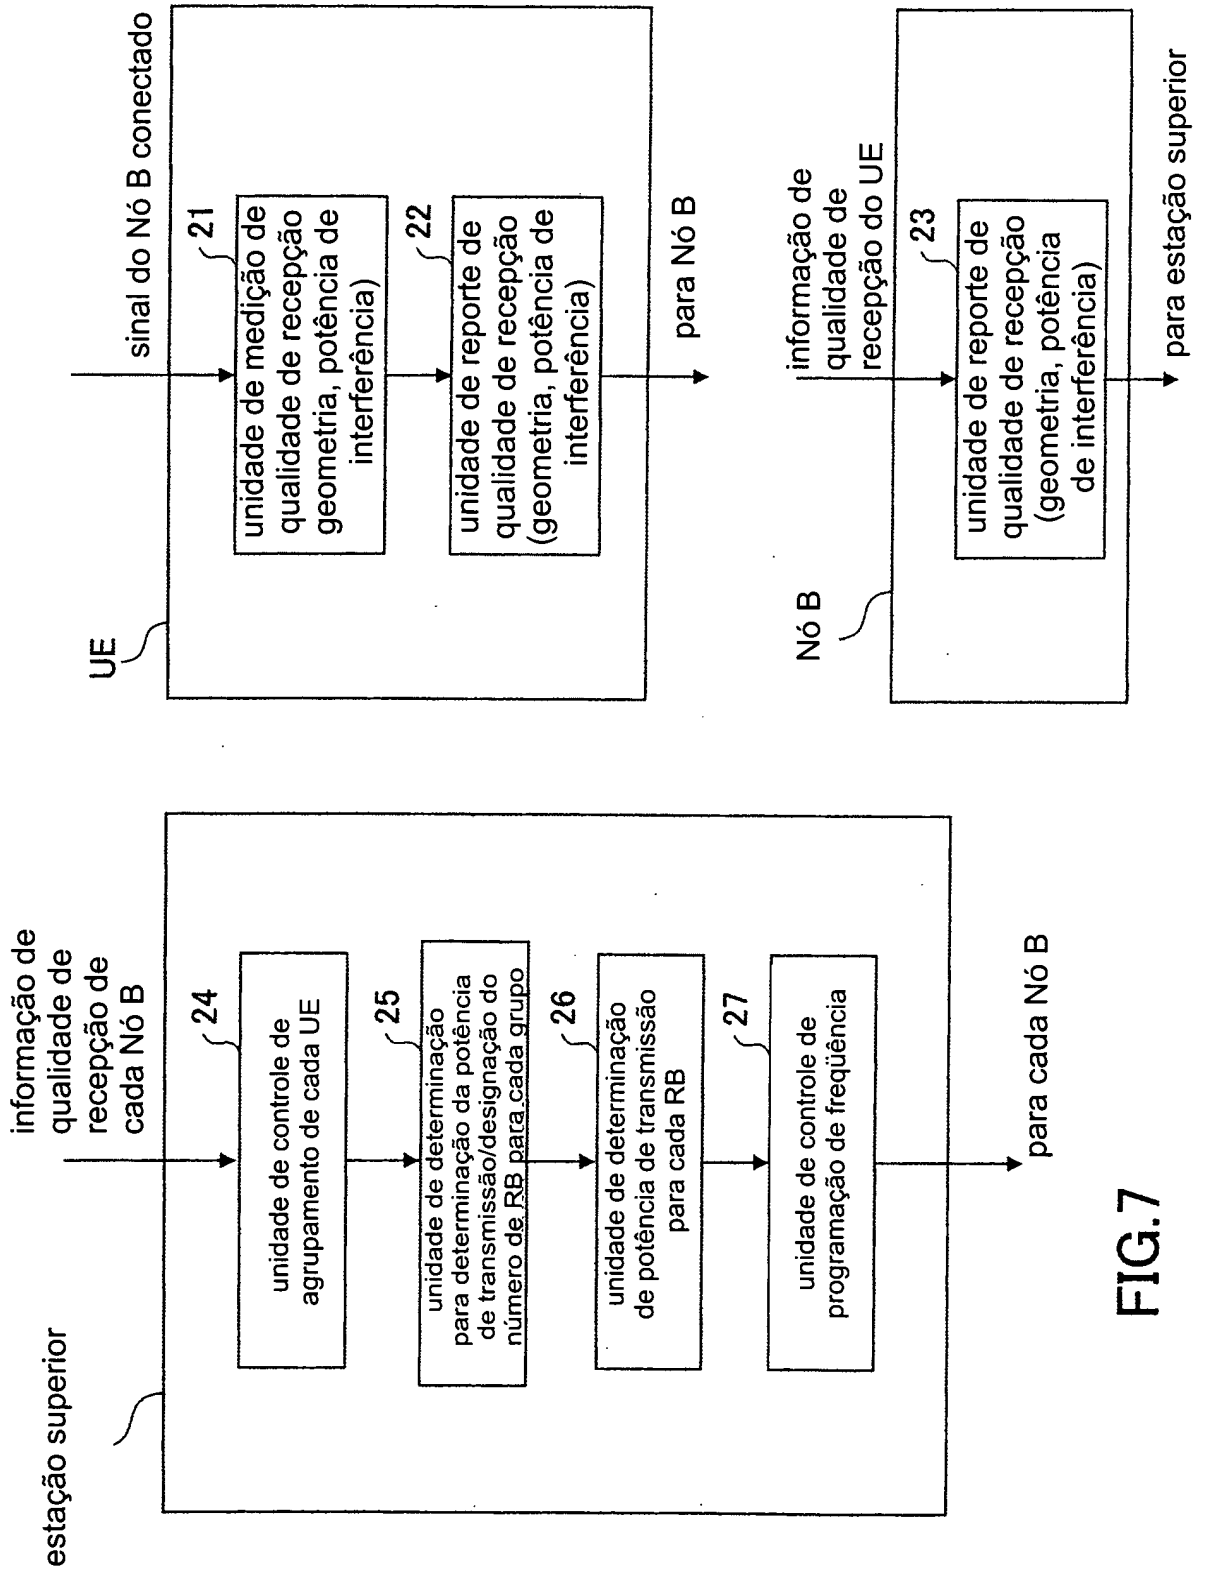 estação superior
informação de
qualidade de
recepção de
cada Nó B
24
unidade de controle de
agrupamento de cada UE
25
unidade de determinação
para determinação da potência
de transmissão/designação do
número de RB para cada grupo
26
unidade de determinação
de potência de transmissão
para cada RB
27
unidade de controle de
programação de freqüência
para cada Nó B
UE
sinal do Nó B conectado
21
unidade de medição de
qualidade de recepção
geometria, potência de
interferência)
22
unidade de reporte de
qualidade de recepção
(geometria, potência de
interferência)
para Nó B
Nó B
informação de
qualidade de
recepção do UE
23
unidade de reporte de
qualidade de recepção
(geometria, potência
de interferência)
para estação superior
FIG.7